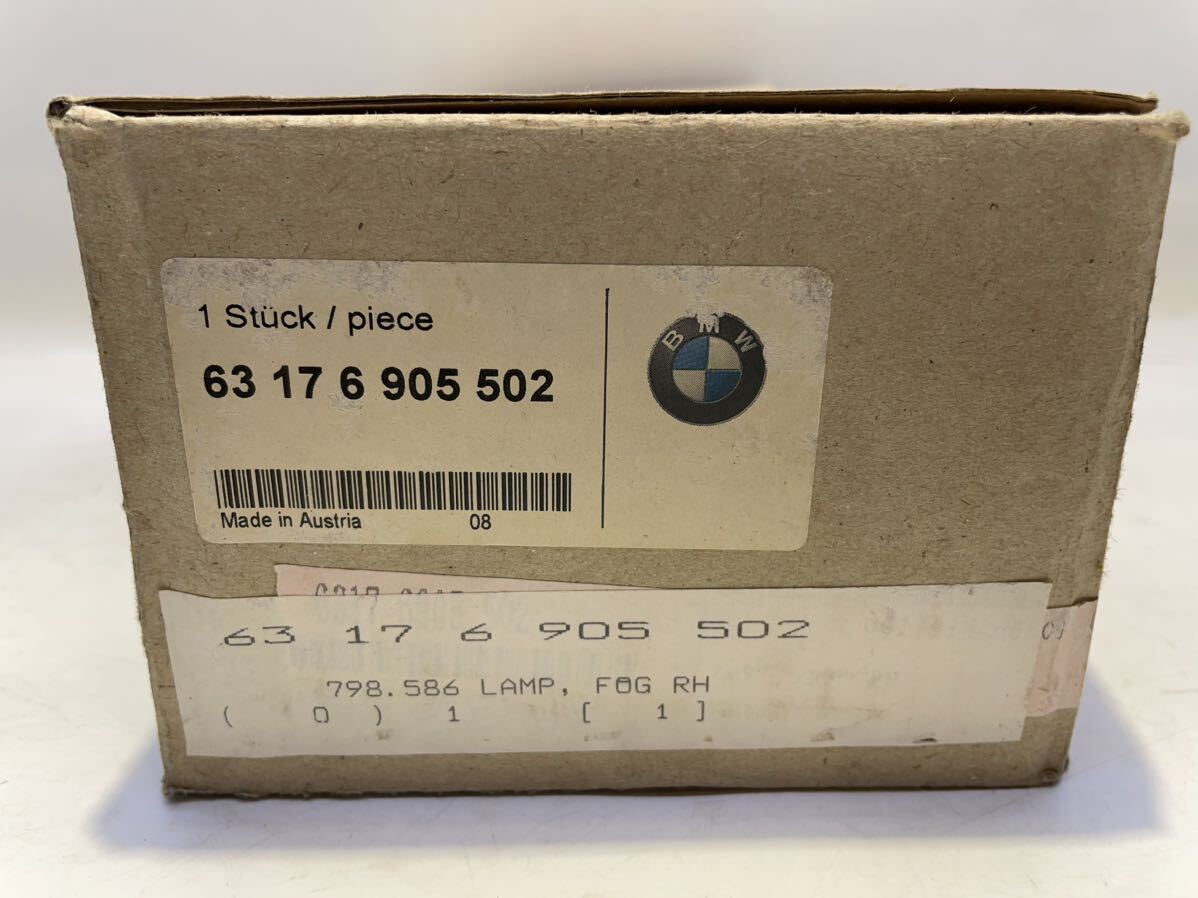 1 Stück / piece
63 17 6 905 502
BMW
Made in Austria 08
63 17 6 905 502
798.586 LAMP, FOG RH
( 0 ) 1 [ 1 ]